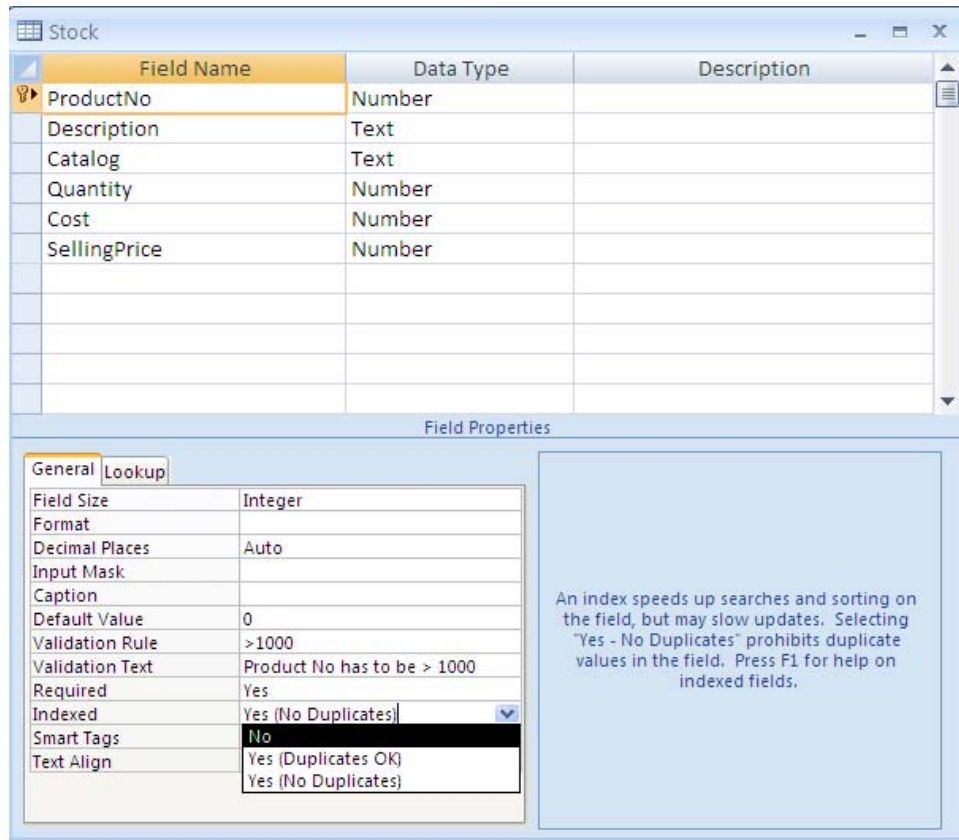 Stock
Field Name Data Type Description
ProductNo Number
Description Text
Catalog Text
Quantity Number
Cost Number
SellingPrice Number
Field Properties
General Lookup
Field Size Integer
Format
Decimal Places Auto
Input Mask
Caption
Default Value 0
Validation Rule >1000
Validation Text Product No has to be > 1000
Required Yes
Indexed Yes (No Duplicates)
Smart Tags No
Text Align Yes (Duplicates OK)
Yes (No Duplicates)
An index speeds up searches and sorting on
the field, but may slow updates. Selecting
"Yes - No Duplicates" prohibits duplicate
values in the field. Press F1 for help on
indexed fields.